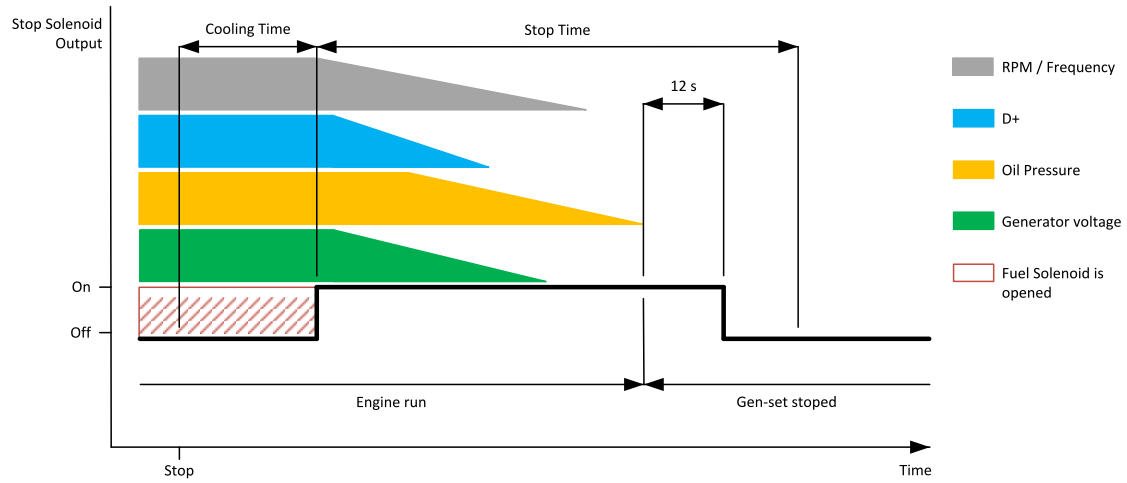 Stop Solenoid
Output
Cooling Time
Stop Time
12 s
RPM / Frequency
D+
Oil Pressure
Generator voltage
Fuel Solenoid is
opened
On
Off
Engine run
Gen-set stoped
Stop
Time